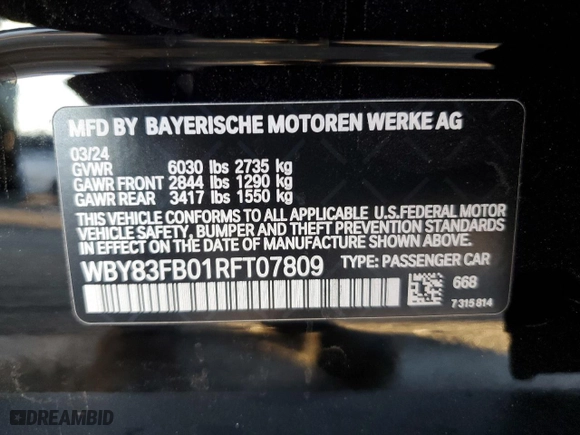 MFD BY BAYERISCHE MOTOREN WERKE AG
03/24
GVWR 6030 lbs 2735 kg
GAWR FRONT 2844 lbs 1290 kg
GAWR REAR 3417 lbs 1550 kg
THIS VEHICLE CONFORMS TO ALL APPLICABLE U.S.FEDERAL MOTOR
VEHICLE SAFETY, BUMPER AND THEFT PREVENTION STANDARDS
IN EFFECT ON THE DATE OF MANUFACTURE SHOWN ABOVE.
WBY83FB01RFT07809 TYPE: PASSENGER CAR
668
7 315 814
DREAMBID